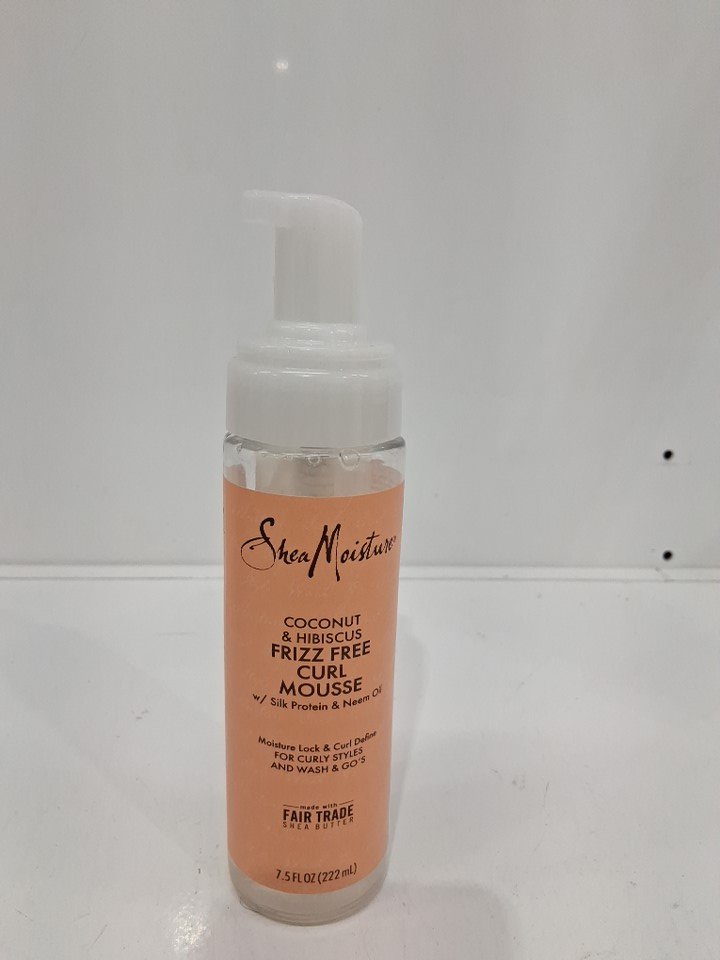 SheaMoisture®
COCONUT
& HIBISCUS
FRIZZ FREE
CURL
MOUSSE
w/ Silk Protein & Neem Oil
Moisture Lock & Curl Define
FOR CURLY STYLES
AND WASH & GO'S
made with
FAIR TRADE
SHEA BUTTER
7.5 FL OZ (222 mL)